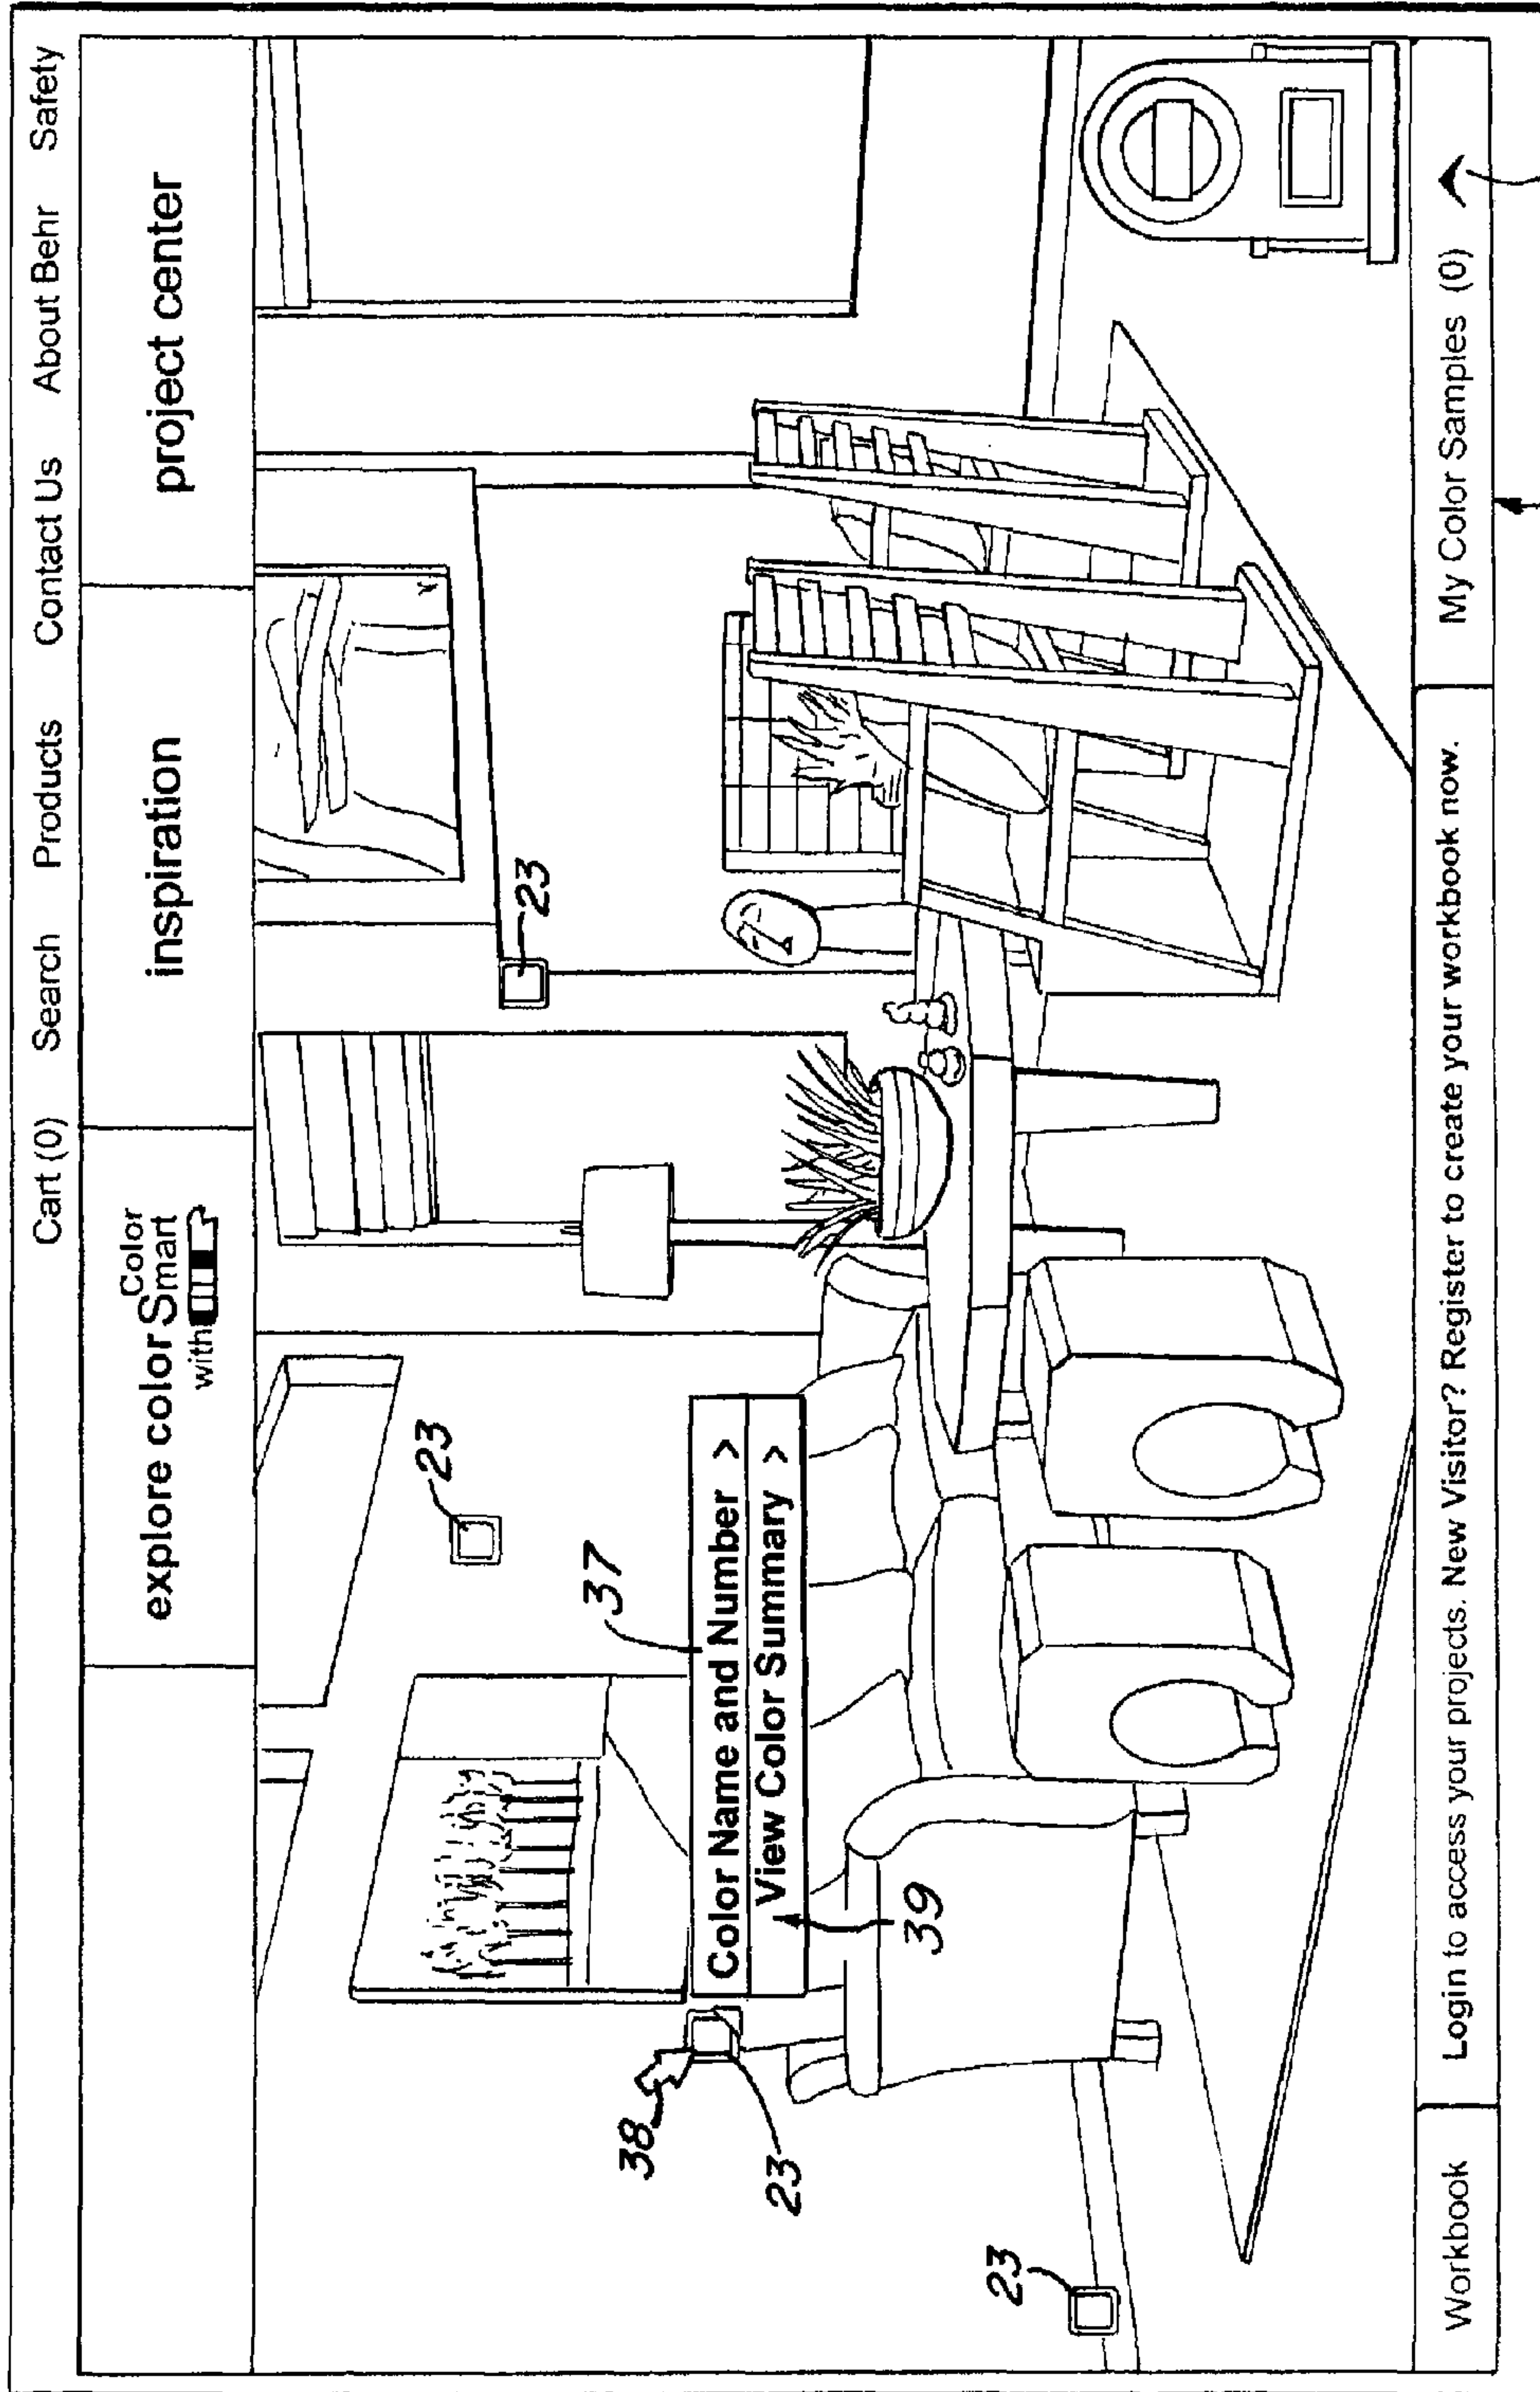 Cart (0) Search Products Contact Us About Behr Safety
explore color with Color Smart
inspiration
project center
23
23
37
Color Name and Number >
View Color Summary >
38
23
39
23
Workbook
Login to access your projects. New Visitor? Register to create your workbook now.
My Color Samples (0)